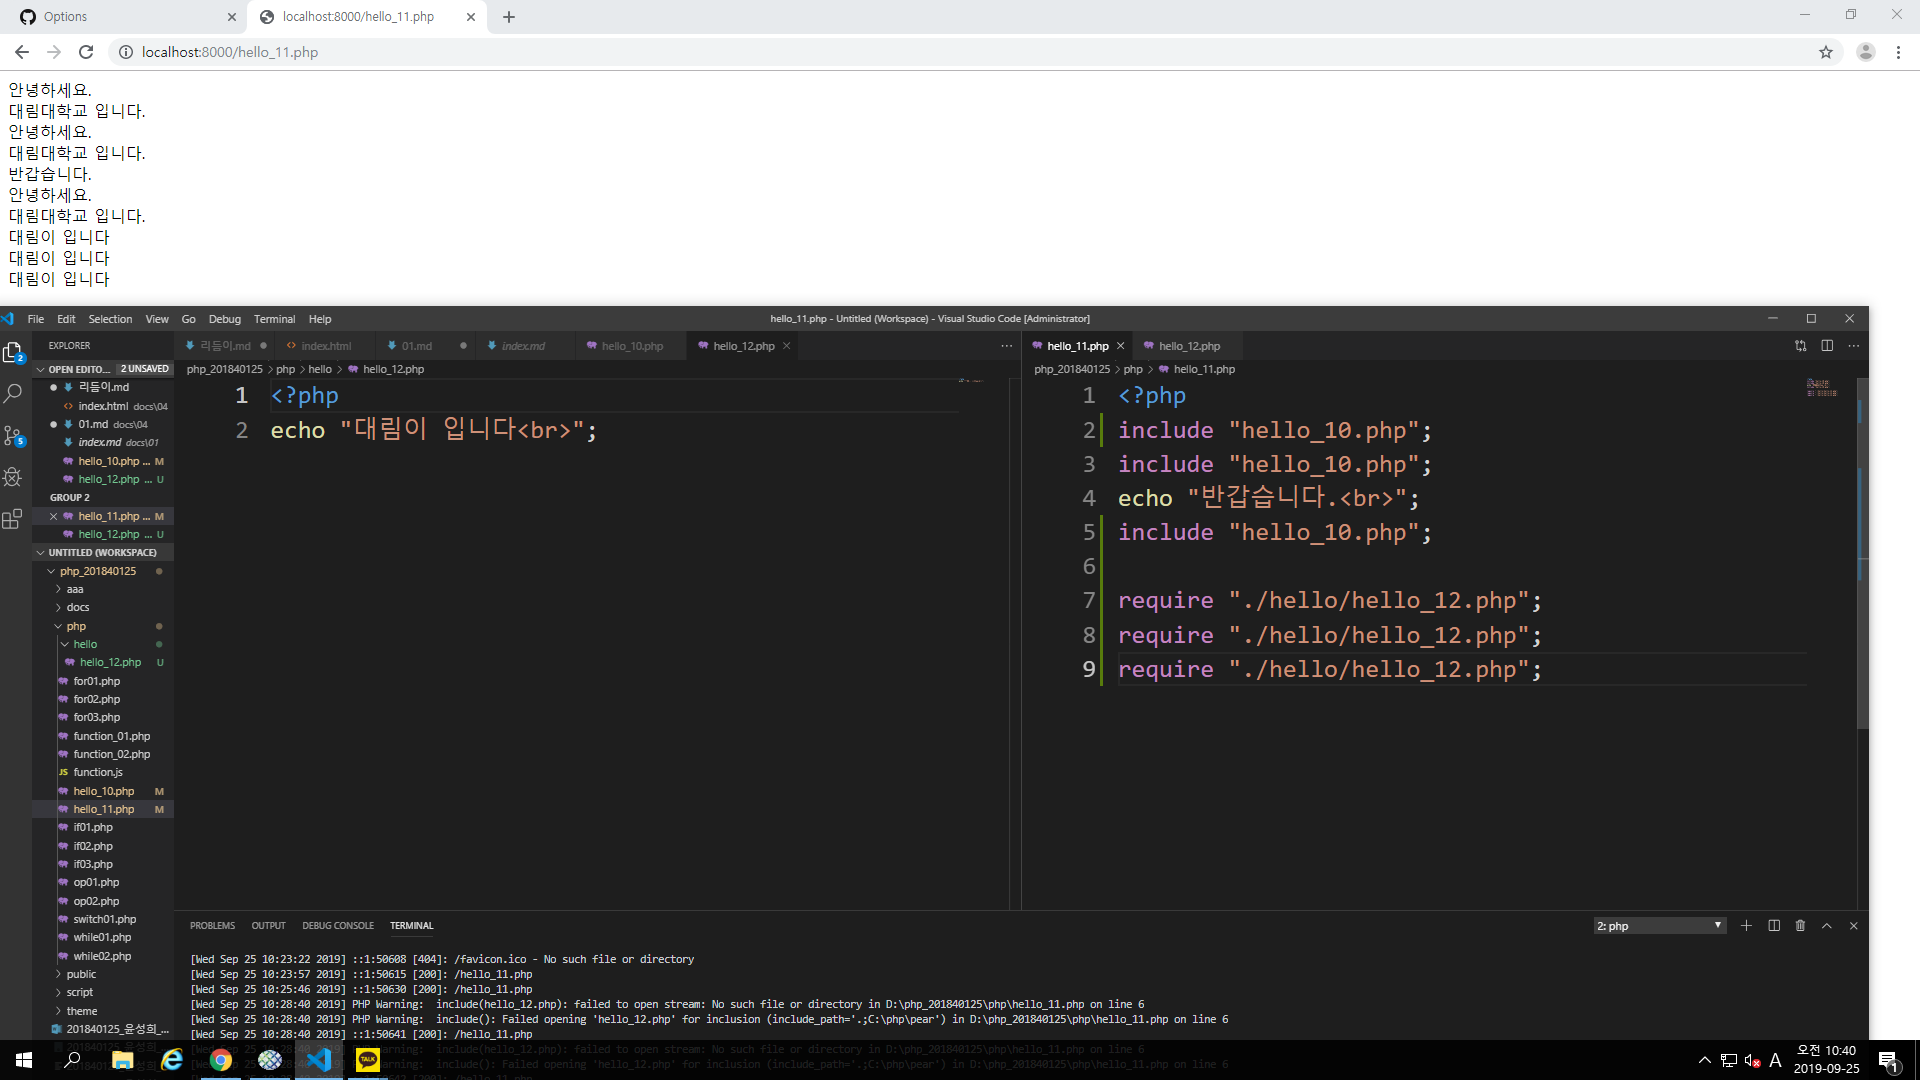 Options
localhost:8000/hello_11.php
localhost:8000/hello_11.php
안녕하세요.
대림대학교 입니다.
안녕하세요.
대림대학교 입니다.
반갑습니다.
안녕하세요.
대림대학교 입니다.
대림이 입니다
대림이 입니다
대림이 입니다
File Edit Selection View Go Debug Terminal Help
hello_11.php - Untitled (Workspace) - Visual Studio Code [Administrator]
EXPLORER
OPEN EDITO... 2 UNSAVED
리듬이.md
index.html docs\04
01.md docs\04
index.md docs\01
hello_10.php ... M
hello_12.php ... U
GROUP 2
hello_11.php ... M
hello_12.php ... U
UNTITLED (WORKSPACE)
php_201840125
aaa
docs
php
hello
hello_12.php U
for01.php
for02.php
for03.php
function_01.php
function_02.php
JS function.js
hello_10.php M
hello_11.php M
if01.php
if02.php
if03.php
op01.php
op02.php
switch01.php
while01.php
while02.php
public
script
theme
201840125_윤성희_...
리듬이.md index.html 01.md index.md hello_10.php hello_12.php
php_201840125 > php > hello > hello_12.php
1 <?php
2 echo "대림이 입니다<br>";
hello_11.php hello_12.php
php_201840125 > php > hello_11.php
1 <?php
2 include "hello_10.php";
3 include "hello_10.php";
4 echo "반갑습니다.<br>";
5 include "hello_10.php";
6
7 require "./hello/hello_12.php";
8 require "./hello/hello_12.php";
9 require "./hello/hello_12.php";
PROBLEMS OUTPUT DEBUG CONSOLE TERMINAL
2: php
[Wed Sep 25 10:23:22 2019] ::1:50608 [404]: /favicon.ico - No such file or directory
[Wed Sep 25 10:23:57 2019] ::1:50615 [200]: /hello_11.php
[Wed Sep 25 10:25:46 2019] ::1:50630 [200]: /hello_11.php
[Wed Sep 25 10:28:40 2019] PHP Warning:  include(hello_12.php): failed to open stream: No such file or directory in D:\php_201840125\php\hello_11.php on line 6
[Wed Sep 25 10:28:40 2019] PHP Warning:  include(): Failed opening 'hello_12.php' for inclusion (include_path='.;C:\php\pear') in D:\php_201840125\php\hello_11.php on line 6
[Wed Sep 25 10:28:40 2019] ::1:50641 [200]: /hello_11.php
TALK
A
오전 10:40
2019-09-25
1